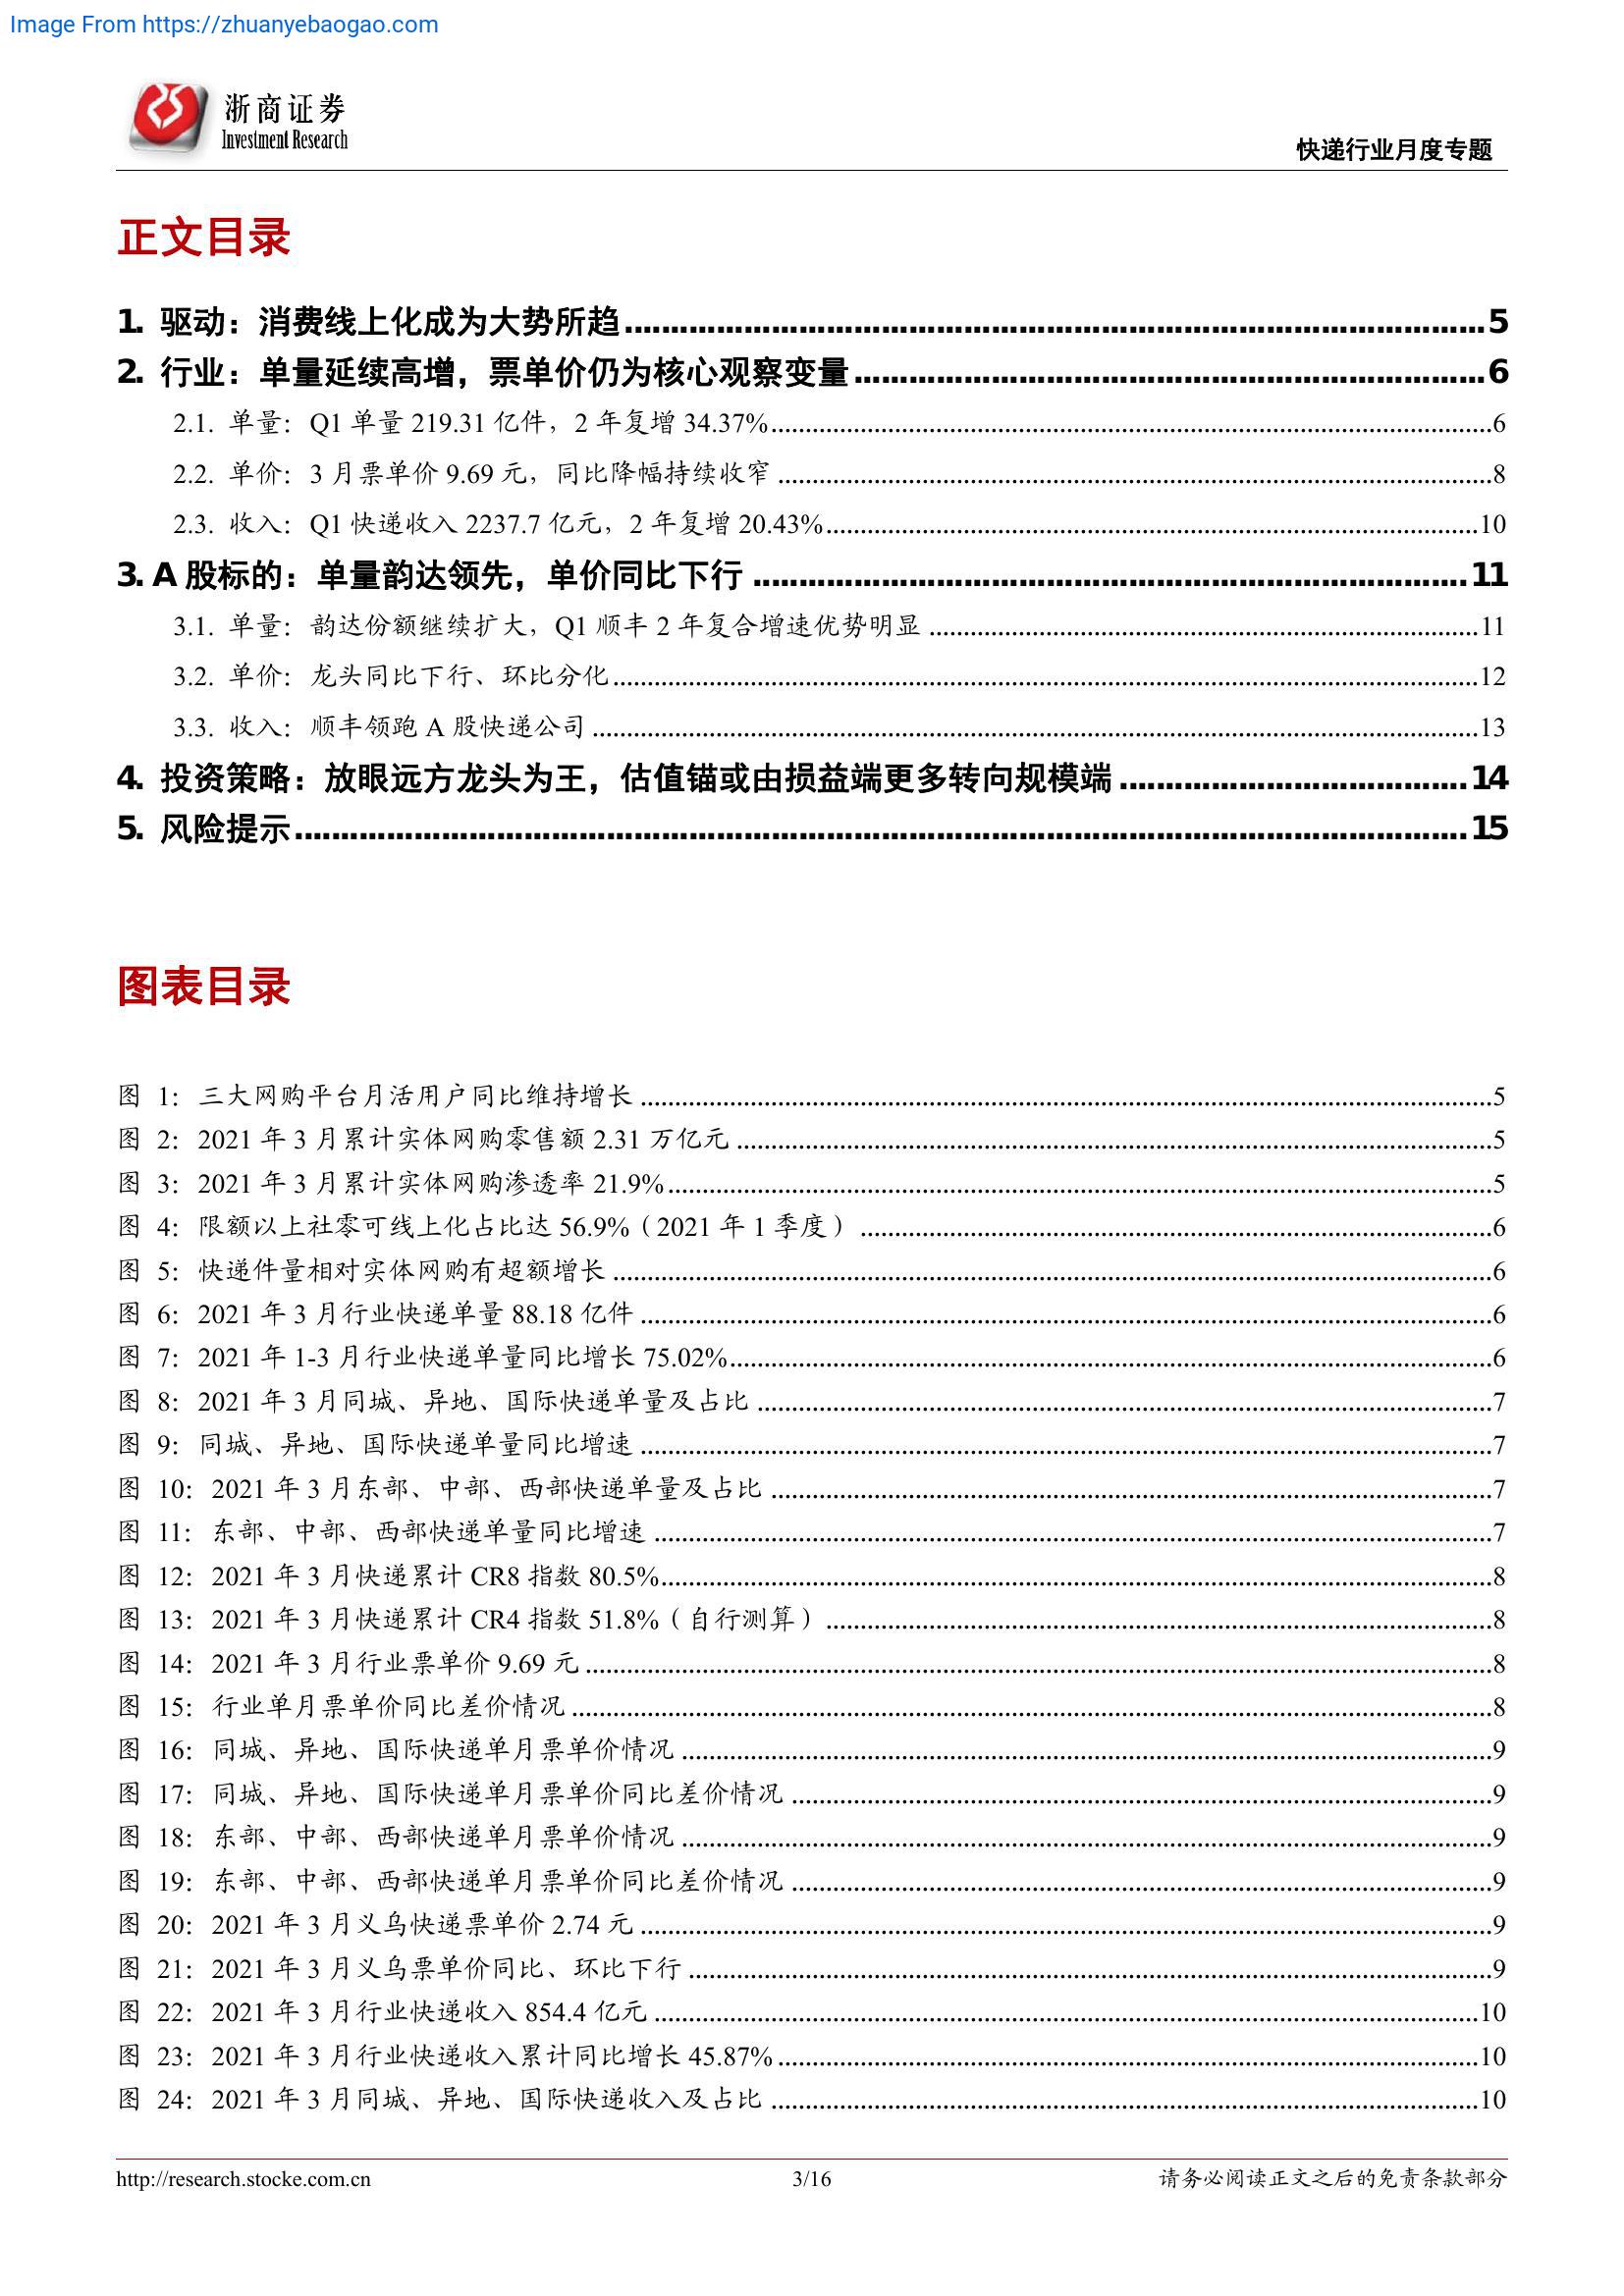 Image From https://zhuanyebaogao.com
浙商证券
Investment Research
快递行业月度专题
正文目录
1. 驱动：消费线上化成为大势所趋......5
2. 行业：单量延续高增，票单价仍为核心观察变量......6
2.1. 单量：Q1 单量 219.31 亿件，2 年复增 34.37%......6
2.2. 单价：3 月票单价 9.69 元，同比降幅持续收窄......8
2.3. 收入：Q1 快递收入 2237.7 亿元，2 年复增 20.43%......10
3. A 股标的：单量韵达领先，单价同比下行......11
3.1. 单量：韵达份额继续扩大，Q1 顺丰 2 年复合增速优势明显......11
3.2. 单价：龙头同比下行、环比分化......12
3.3. 收入：顺丰领跑 A 股快递公司......13
4. 投资策略：放眼远方龙头为王，估值锚或由损益端更多转向规模端......14
5. 风险提示......15
图表目录
图 1：三大网购平台月活用户同比维持增长......5
图 2：2021 年 3 月累计实体网购零售额 2.31 万亿元......5
图 3：2021 年 3 月累计实体网购渗透率 21.9%......5
图 4：限额以上社零可线上化占比达 56.9%（2021 年 1 季度）......6
图 5：快递件量相对实体网购有超额增长......6
图 6：2021 年 3 月行业快递单量 88.18 亿件......6
图 7：2021 年 1-3 月行业快递单量同比增长 75.02%......6
图 8：2021 年 3 月同城、异地、国际快递单量及占比......7
图 9：同城、异地、国际快递单量同比增速......7
图 10：2021 年 3 月东部、中部、西部快递单量及占比......7
图 11：东部、中部、西部快递单量同比增速......7
图 12：2021 年 3 月快递累计 CR8 指数 80.5%......8
图 13：2021 年 3 月快递累计 CR4 指数 51.8%（自行测算）......8
图 14：2021 年 3 月行业票单价 9.69 元......8
图 15：行业单月票单价同比差价情况......8
图 16：同城、异地、国际快递单月票单价情况......9
图 17：同城、异地、国际快递单月票单价同比差价情况......9
图 18：东部、中部、西部快递单月票单价情况......9
图 19：东部、中部、西部快递单月票单价同比差价情况......9
图 20：2021 年 3 月义乌快递票单价 2.74 元......9
图 21：2021 年 3 月义乌票单价同比、环比下行......9
图 22：2021 年 3 月行业快递收入 854.4 亿元......10
图 23：2021 年 3 月行业快递收入累计同比增长 45.87%......10
图 24：2021 年 3 月同城、异地、国际快递收入及占比......10
http://research.stocke.com.cn
3/16
请务必阅读正文之后的免责条款部分